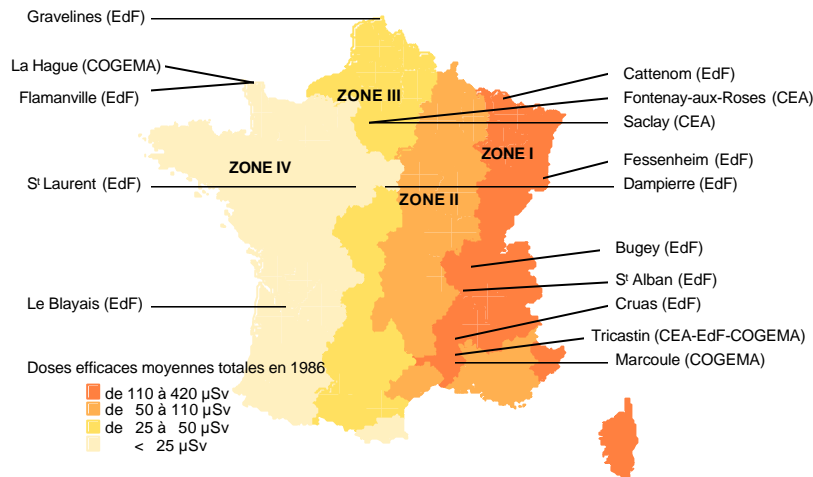 Gravelines (EdF)
La Hague (COGEMA)
Flamanville (EdF)
Sᵗ Laurent (EdF)
Le Blayais (EdF)
ZONE III
ZONE IV
ZONE I
ZONE II
Cattenom (EdF)
Fontenay-aux-Roses (CEA)
Saclay (CEA)
Fessenheim (EdF)
Dampierre (EdF)
Bugey (EdF)
Sᵗ Alban (EdF)
Cruas (EdF)
Tricastin (CEA-EdF-COGEMA)
Marcoule (COGEMA)
Doses efficaces moyennes totales en 1986
de 110 à 420 µSv
de 50 à 110 µSv
de 25 à 50 µSv
< 25 µSv